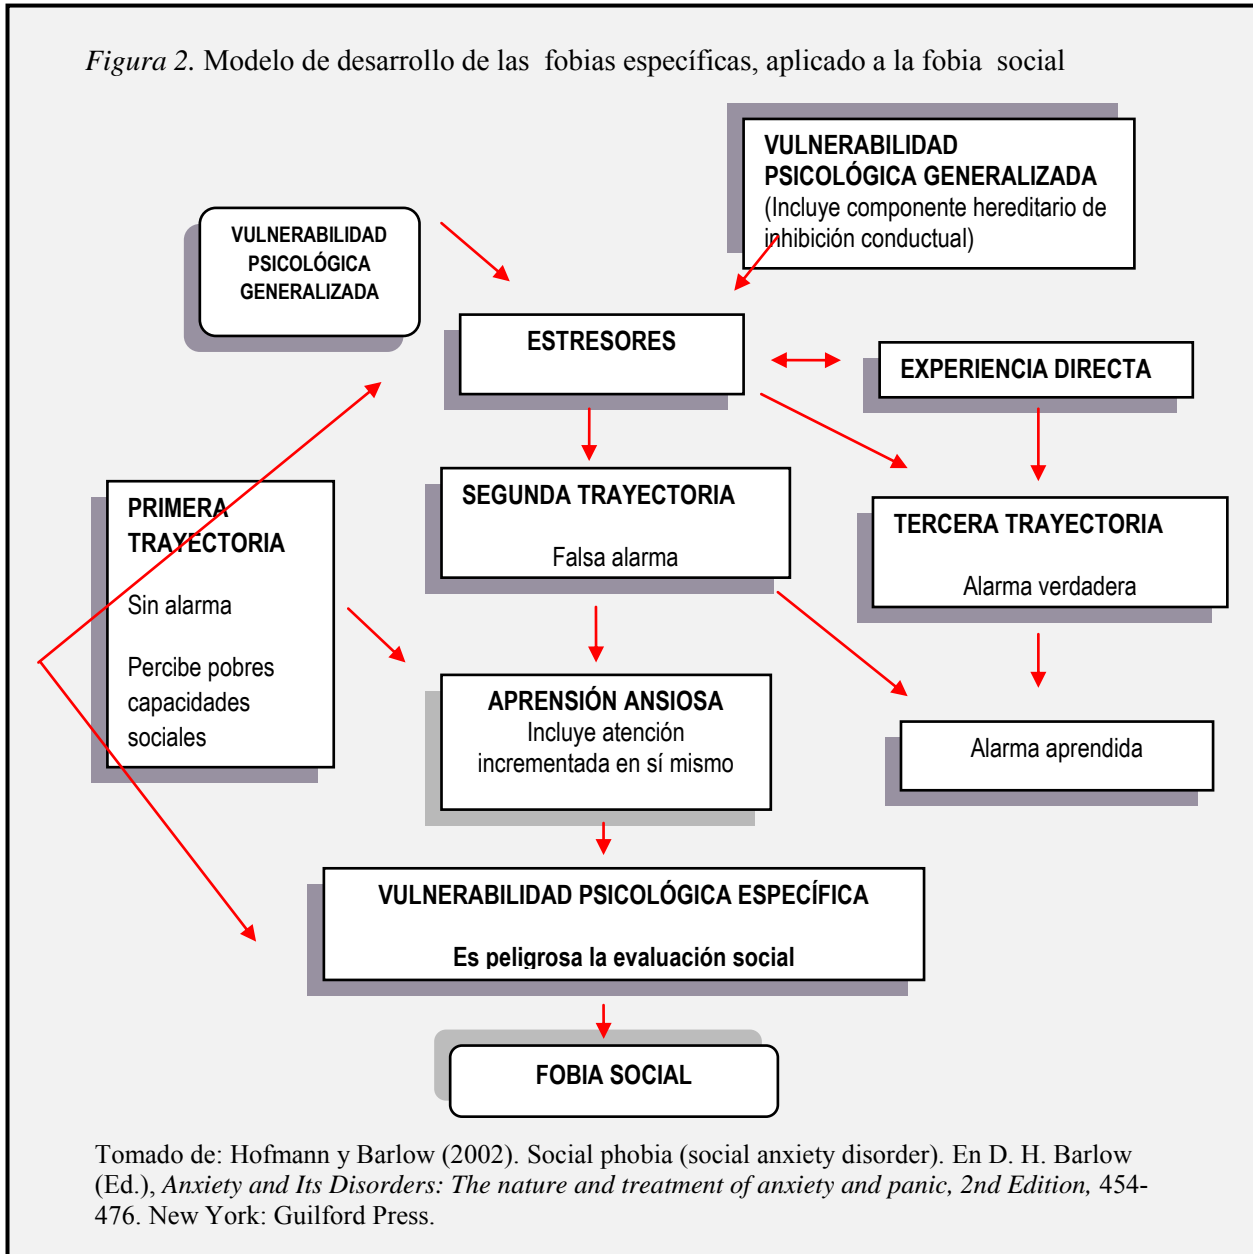 Figura 2. Modelo de desarrollo de las fobias específicas, aplicado a la fobia social
VULNERABILIDAD
PSICOLÓGICA GENERALIZADA
(Incluye componente hereditario de
inhibición conductual)
VULNERABILIDAD
PSICOLÓGICA
GENERALIZADA
ESTRESORES
EXPERIENCIA DIRECTA
PRIMERA
TRAYECTORIA
Sin alarma
Percibe pobres
capacidades
sociales
SEGUNDA TRAYECTORIA
Falsa alarma
TERCERA TRAYECTORIA
Alarma verdadera
APRENSIÓN ANSIOSA
Incluye atención
incrementada en sí mismo
Alarma aprendida
VULNERABILIDAD PSICOLÓGICA ESPECÍFICA
Es peligrosa la evaluación social
FOBIA SOCIAL
Tomado de: Hofmann y Barlow (2002). Social phobia (social anxiety disorder). En D. H. Barlow
(Ed.), Anxiety and Its Disorders: The nature and treatment of anxiety and panic, 2nd Edition, 454-
476. New York: Guilford Press.